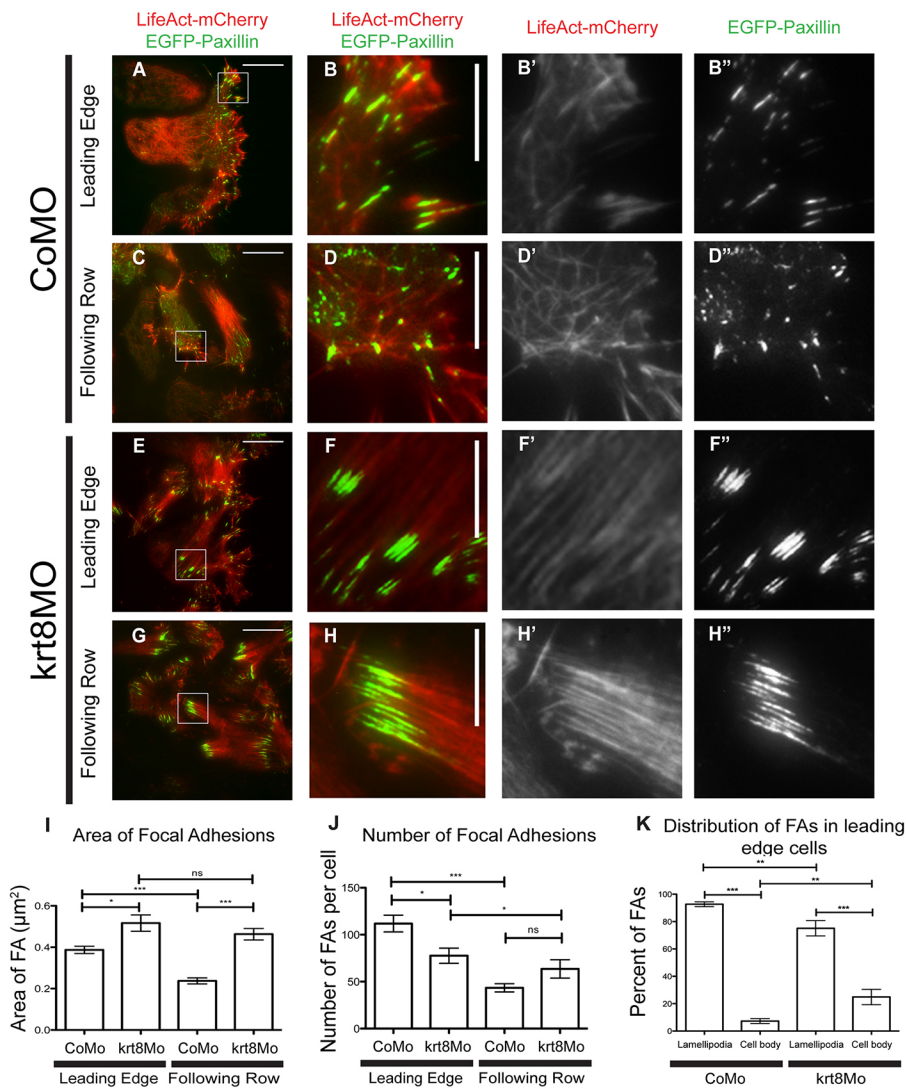 LifeAct-mCherry
EGFP-Paxillin
LifeAct-mCherry
EGFP-Paxillin
LifeAct-mCherry
EGFP-Paxillin
CoMO
Leading Edge
A
B
B'
B''
Following Row
C
D
D'
D''
krt8MO
Leading Edge
E
F
F'
F''
Following Row
G
H
H'
H''
I
Area of Focal Adhesions
ns
***
*
***
Area of FA (µm²)
0.6
0.4
0.2
0.0
CoMo krt8Mo CoMo krt8Mo
Leading Edge Following Row
J
Number of Focal Adhesions
***
*
*
ns
Number of FAs per cell
150
100
50
0
CoMo krt8Mo CoMo krt8Mo
Leading Edge Following Row
K
Distribution of FAs in leading
edge cells
**
**
***
***
Percent of FAs
100
80
60
40
20
0
Lamellipodia Cell body Lamellipodia Cell body
CoMo krt8Mo